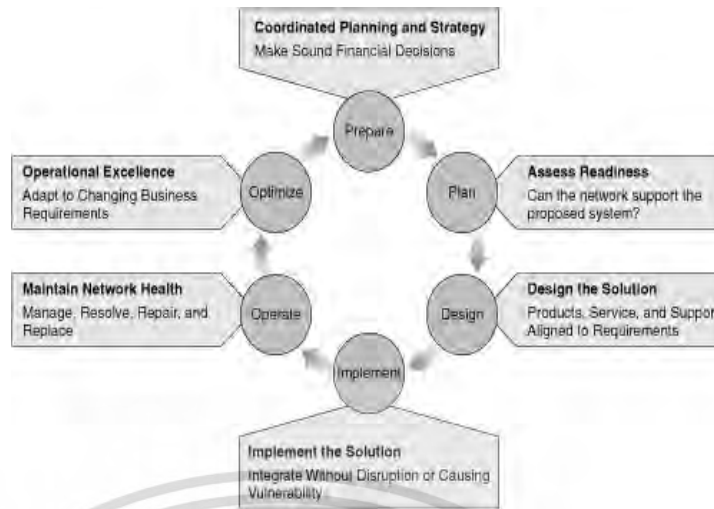 Coordinated Planning and Strategy
Make Sound Financial Decisions
Prepare
Operational Excellence
Adapt to Changing Business
Requirements
Optimize
Plan
Assess Readiness
Can the network support the
proposed system?
Maintain Network Health
Manage, Resolve, Repair, and
Replace
Operate
Design
Design the Solution
Products, Service, and Support
Aligned to Requirements
Implement
Implement the Solution
Integrate Without Disruption or Causing
Vulnerability